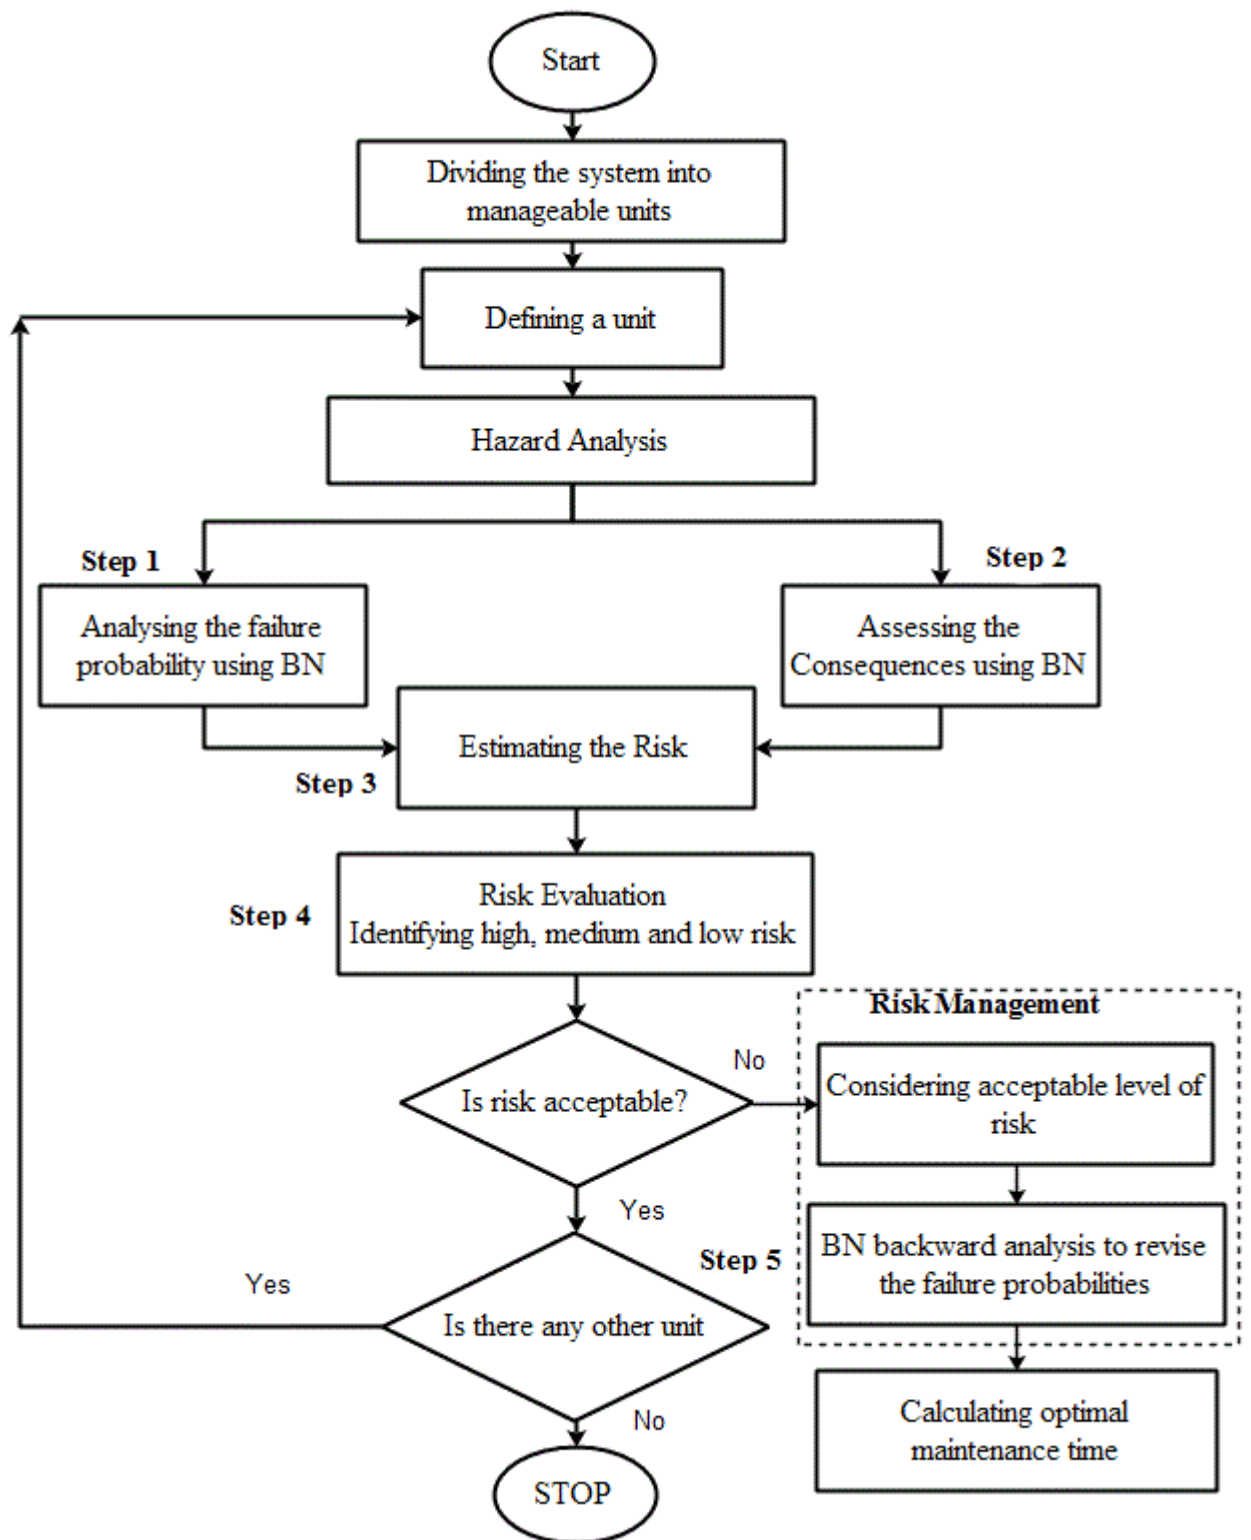 Start
Dividing the system into
manageable units
Defining a unit
Hazard Analysis
Step 1
Step 2
Analysing the failure
probability using BN
Assessing the
Consequences using BN
Estimating the Risk
Step 3
Risk Evaluation
Identifying high, medium and low risk
Step 4
Risk Management
No
Considering acceptable level of
risk
Is risk acceptable?
Yes
Step 5
BN backward analysis to revise
the failure probabilities
Yes
Is there any other unit
No
Calculating optimal
maintenance time
STOP